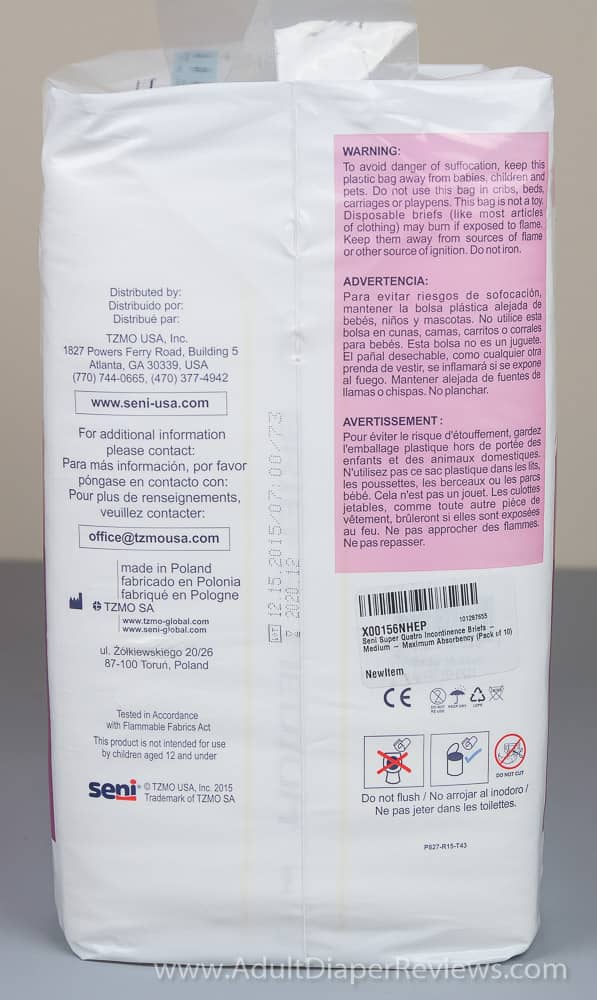 Distributed by:
Distribuido por:
Distribué par:
TZMO USA, Inc.
1827 Powers Ferry Road, Building 5
Atlanta, GA 30339, USA
(770) 744-0665, (470) 377-4942
www.seni-usa.com
For additional information
please contact:
Para más información, por favor
póngase en contacto con:
Pour plus de renseignements,
veuillez contacter:
office@tzmousa.com
made in Poland
fabricado en Polonia
fabriqué en Pologne
TZMO SA
www.tzmo-global.com
www.seni-global.com
ul. Żółkiewskiego 20/26
87-100 Toruń, Poland
Tested in Accordance
with Flammable Fabrics Act
This product is not intended for use
by children aged 12 and under
seni® © TZMO USA, Inc. 2015
Trademark of TZMO SA
LOT 12 15 2015/07:00/73
2020.12
WARNING:
To avoid danger of suffocation, keep this
plastic bag away from babies, children and
pets. Do not use this bag in cribs, beds,
carriages or playpens. This bag is not a toy.
Disposable briefs (like most articles
of clothing) may burn if exposed to flame.
Keep them away from sources of flame
or other source of ignition. Do not iron.
ADVERTENCIA:
Para evitar riesgos de sofocación,
mantener la bolsa plástica alejada de
bebés, niños y mascotas. No utilice esta
bolsa en cunas, camas, carritos o corrales
para bebés. Esta bolsa no es un juguete.
El pañal desechable, como cualquier otra
prenda de vestir, se inflamará si se expone
al fuego. Mantener alejada de fuentes de
llamas o chispas. No planchar.
AVERTISSEMENT :
Pour éviter le risque d'étouffement, gardez
l'emballage plastique hors de portée des
enfants et des animaux domestiques.
N'utilisez pas ce sac plastique dans les lits,
les poussettes, les berceaux ou les parcs
bébé. Cela n'est pas un jouet. Les culottes
jetables, comme toute autre pièce de
vêtement, brûleront si elles sont exposées
au feu. Ne pas approcher des flammes.
Ne pas repasser.
X00156NHEP
101287655
Seni Super Quatro Incontinence Briefs –
Medium – Maximum Absorbency (Pack of 10)
NewItem
CE
DO NOT RE-USE
KEEP DRY
LDPE
DO NOT CUT
Do not flush / No arrojar al inodoro /
Ne pas jeter dans les toilettes.
P827-R15-T43
www.AdultDiaperReviews.com